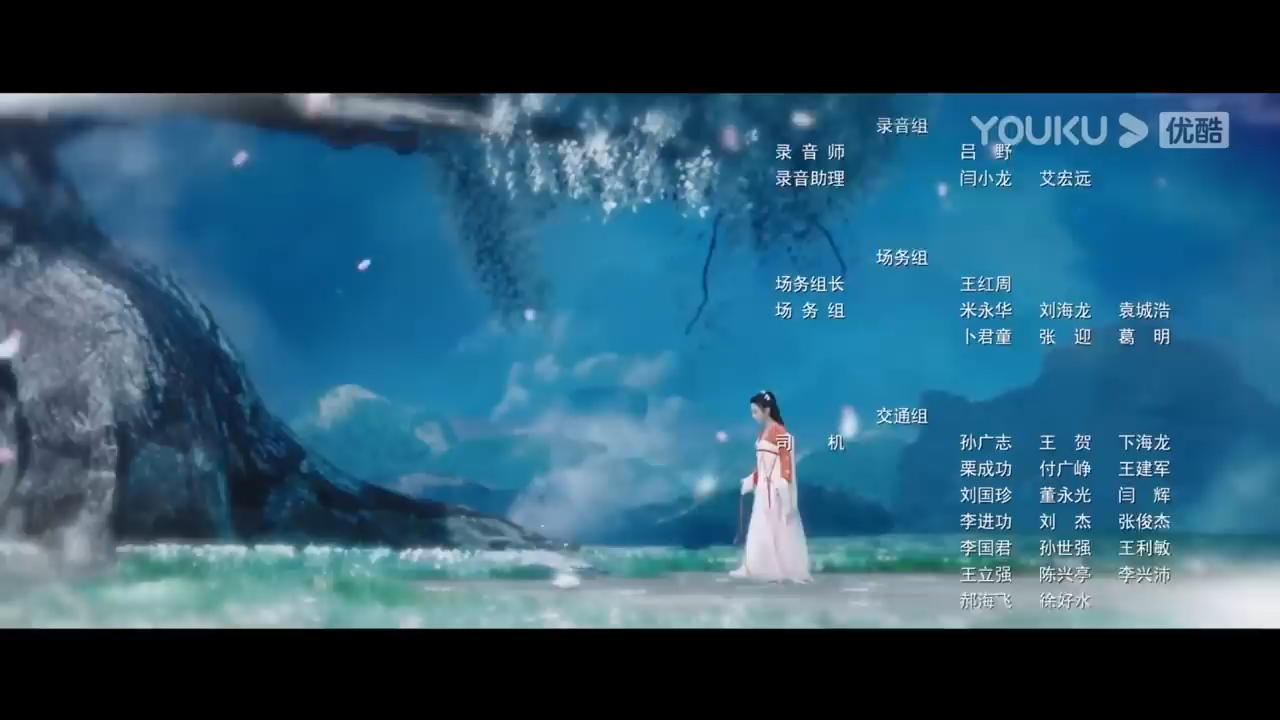 录音组
YOUKU 优酷
录音师 吕野
录音助理 闫小龙 艾宏远
场务组
场务组长 王红周
场务组 米永华 刘海龙 袁城浩
卜君童 张迎 葛明
交通组
司机 孙广志 王贺 卞海龙
栗成功 付广峥 王建军
刘国珍 董永光 闫辉
李进功 刘杰 张俊杰
李国君 孙世强 王利敏
王立强 陈兴亭 李兴沛
郝海飞 徐好水